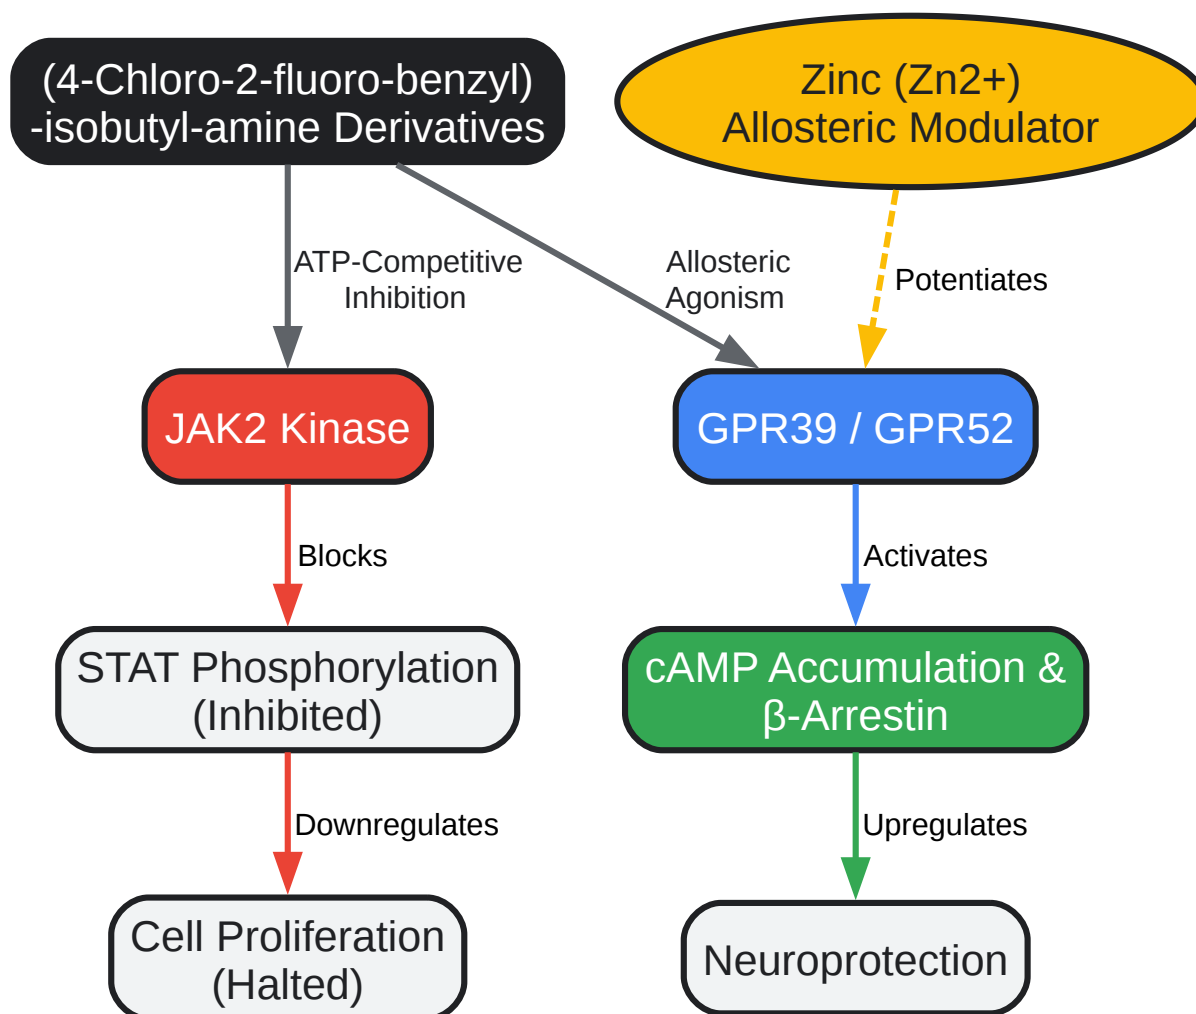 (4-Chloro-2-fluoro-benzyl)
-isobutyl-amine Derivatives
Zinc (Zn2+)
Allosteric Modulator
ATP-Competitive
Inhibition
Allosteric
Agonism
Potentiates
JAK2 Kinase
GPR39 / GPR52
Blocks
Activates
STAT Phosphorylation
(Inhibited)
cAMP Accumulation &
β-Arrestin
Downregulates
Upregulates
Cell Proliferation
(Halted)
Neuroprotection